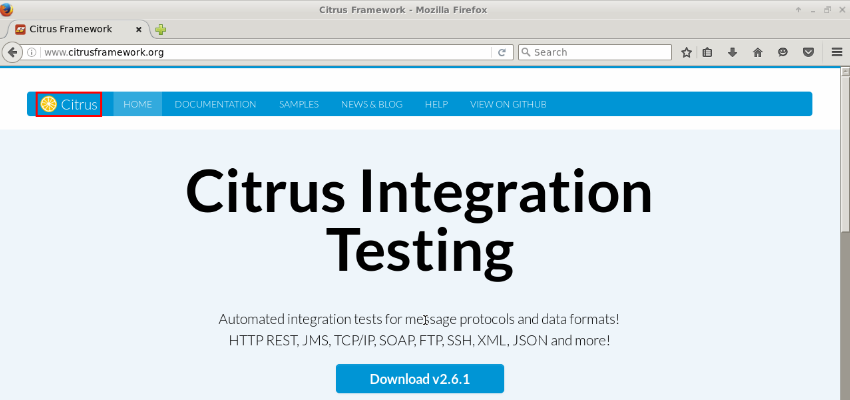 Citrus Framework - Mozilla Firefox
Citrus Framework
www.citrusframework.org
Search
Citrus HOME DOCUMENTATION SAMPLES NEWS & BLOG HELP VIEW ON GITHUB
Citrus Integration
Testing
Automated integration tests for message protocols and data formats!
HTTP REST, JMS, TCP/IP, SOAP, FTP, SSH, XML, JSON and more!
Download v2.6.1